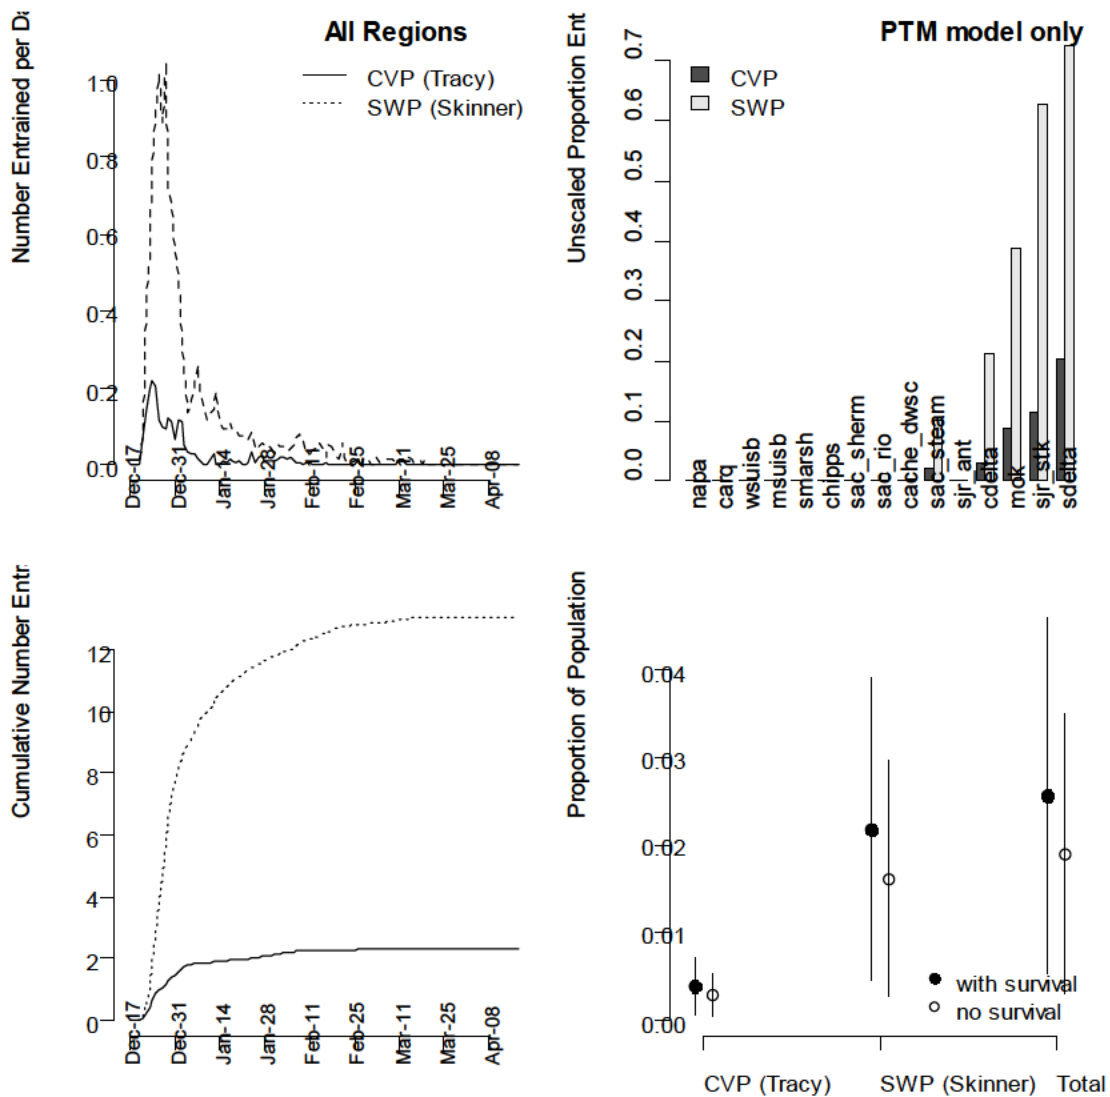 All Regions
CVP (Tracy)
SWP (Skinner)
Number Entrained per Da
1.0
0.8
0.6
0.4
0.2
0.0
Dec-17
Dec-31
Jan-14
Jan-28
Feb-11
Feb-25
Mar-11
Mar-25
Apr-08
PTM model only
CVP
SWP
Unscaled Proportion Ent
0.7
0.6
0.5
0.4
0.3
0.2
0.1
0.0
napa
carq
wsuisb
msuisb
smarsh
chipps
sac_sherm
sac_rio
cache_dwsc
sac_steam
sjr_ant
cdelta
mok
sjr_stk
sdelta
Cumulative Number Entr
12
10
8
6
4
2
0
Dec-17
Dec-31
Jan-14
Jan-28
Feb-11
Feb-25
Mar-11
Mar-25
Apr-08
Proportion of Population
0.04
0.03
0.02
0.01
0.00
with survival
no survival
CVP (Tracy)
SWP (Skinner)
Total